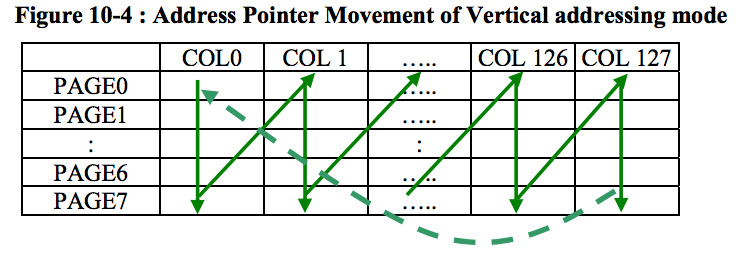 Figure 10-4 : Address Pointer Movement of Vertical addressing mode
COL0 COL 1 ..... COL 126 COL 127
PAGE0 .....
PAGE1 .....
: :
PAGE6 .....
PAGE7 .....